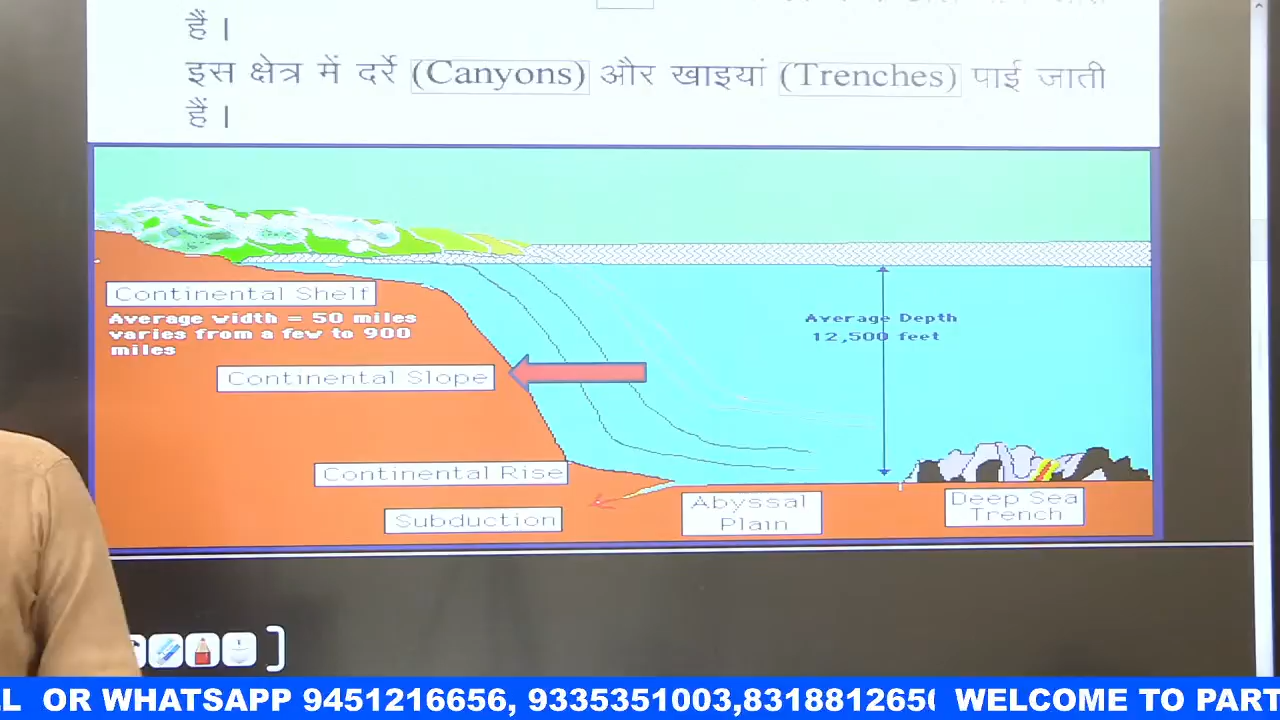 हैं |
इस क्षेत्र में दर्रे (Canyons) और खाइयां (Trenches) पाई जाती
हैं |
Continental Shelf
Average width = 50 miles
varies from a few to 900
miles
Average Depth
12,500 feet
Continental Slope
Continental Rise
Subduction
Abyssal
Plain
Deep Sea
Trench
OR WHATSAPP 9451216656, 9335351003,831881265 WELCOME TO